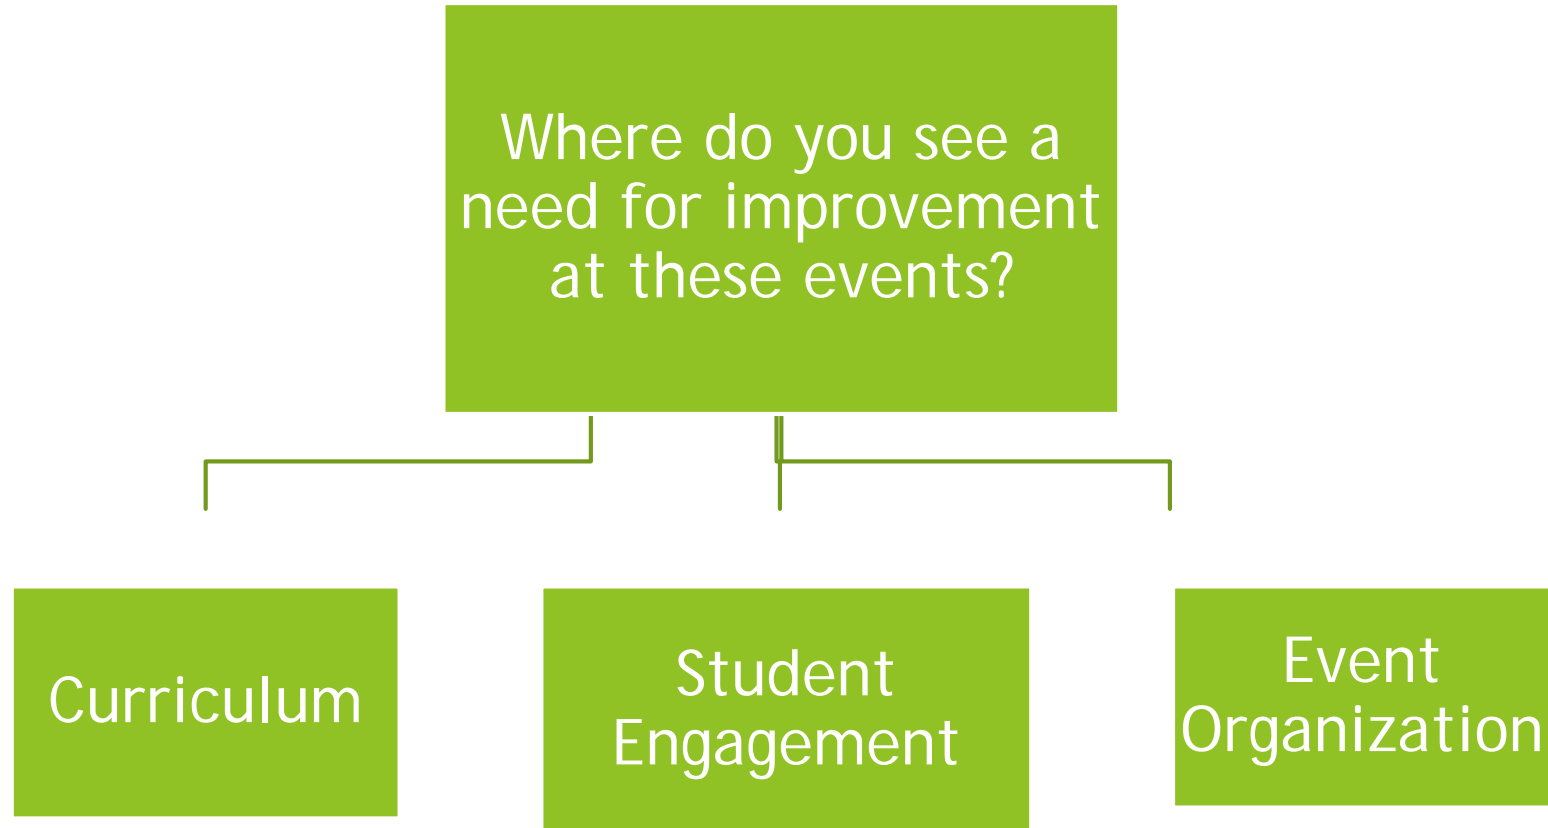 Where do you see a
need for improvement
at these events?
Curriculum
Student
Engagement
Event
Organization